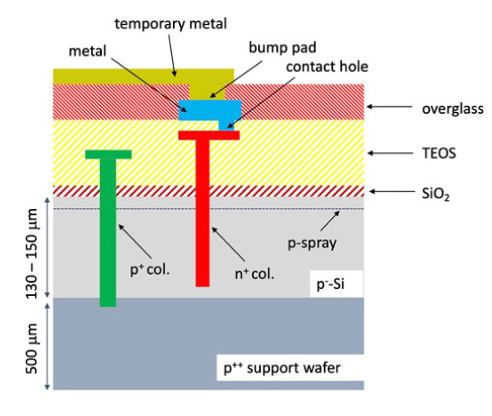 temporary metal
metal
bump pad
contact hole
overglass
TEOS
SiO₂
p-spray
p⁺ col.
n⁺ col.
p⁻-Si
130 – 150 µm
500 µm
p⁺⁺ support wafer